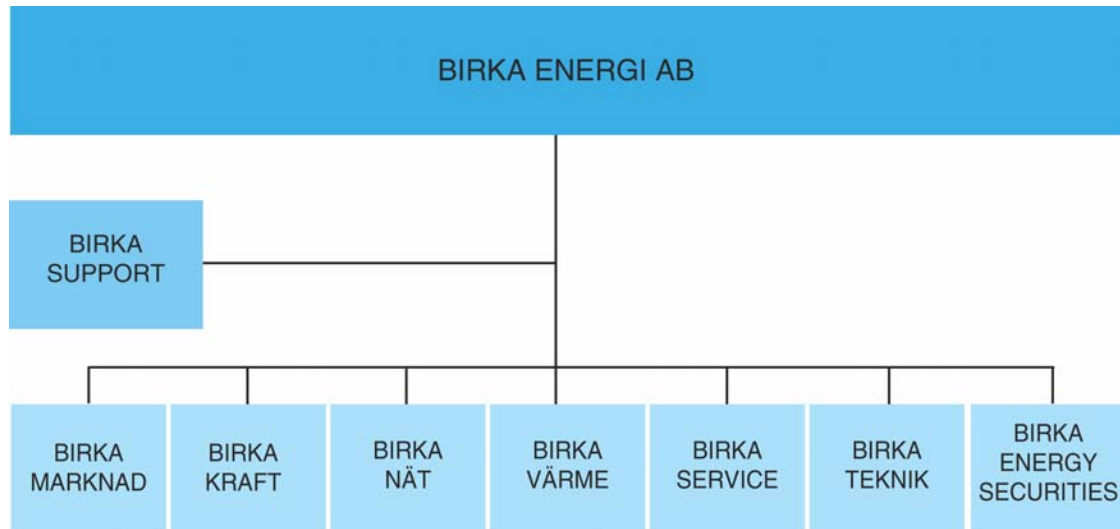 BIRKA ENERGI AB
BIRKA
SUPPORT
BIRKA
MARKNAD
BIRKA
KRAFT
BIRKA
NÄT
BIRKA
VÄRME
BIRKA
SERVICE
BIRKA
TEKNIK
BIRKA
ENERGY
SECURITIES